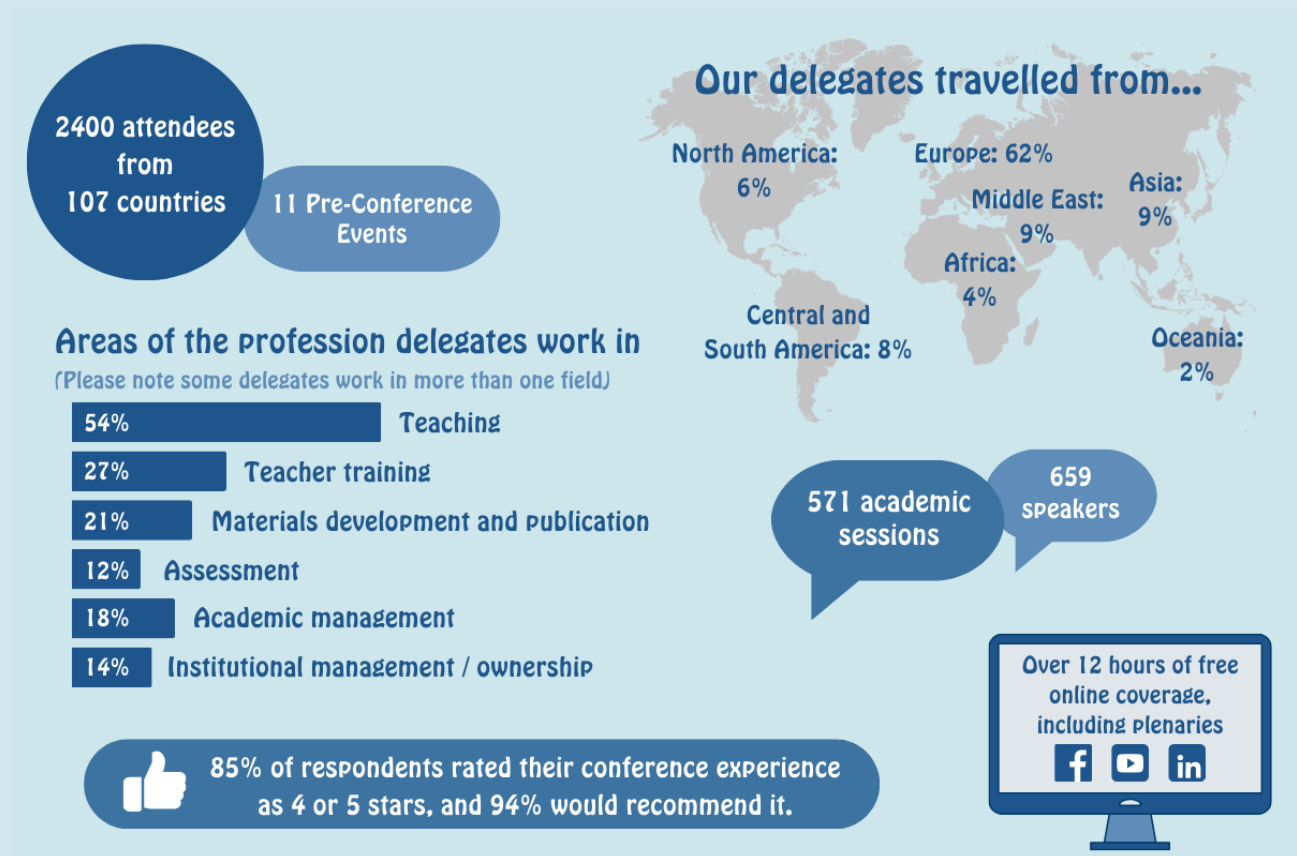 2400 attendees
from
107 countries
11 Pre-Conference
Events
Our delegates travelled from...
North America:
6%
Europe: 62%
Middle East:
9%
Asia:
9%
Africa:
4%
Central and
South America: 8%
Oceania:
2%
Areas of the profession delegates work in
(Please note some delegates work in more than one field)
54% Teaching
27% Teacher training
21% Materials development and publication
12% Assessment
18% Academic management
14% Institutional management / ownership
571 academic
sessions
659
speakers
Over 12 hours of free
online coverage,
including plenaries
f
in
85% of respondents rated their conference experience
as 4 or 5 stars, and 94% would recommend it.